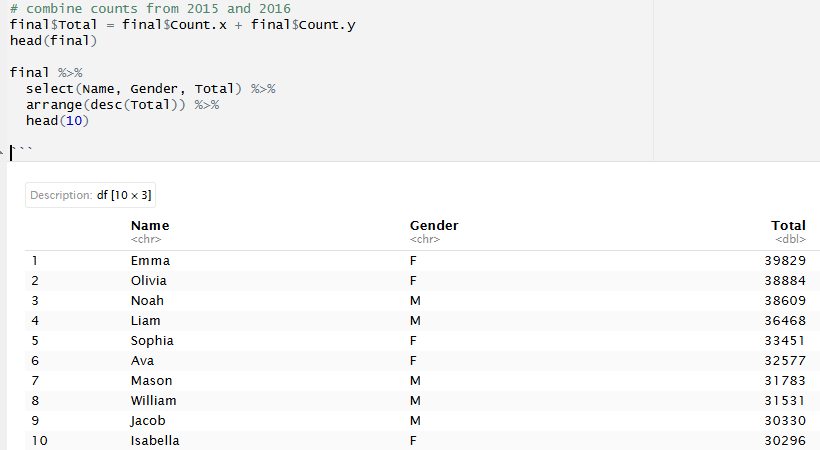 # combine counts from 2015 and 2016
final$Total = final$Count.x + final$Count.y
head(final)
final %>%
  select(Name, Gender, Total) %>%
  arrange(desc(Total)) %>%
  head(10)
```
Description: df [10 × 3]
Name Gender Total
<chr> <chr> <dbl>
1 Emma F 39829
2 Olivia F 38884
3 Noah M 38609
4 Liam M 36468
5 Sophia F 33451
6 Ava F 32577
7 Mason M 31783
8 William M 31531
9 Jacob M 30330
10 Isabella F 30296